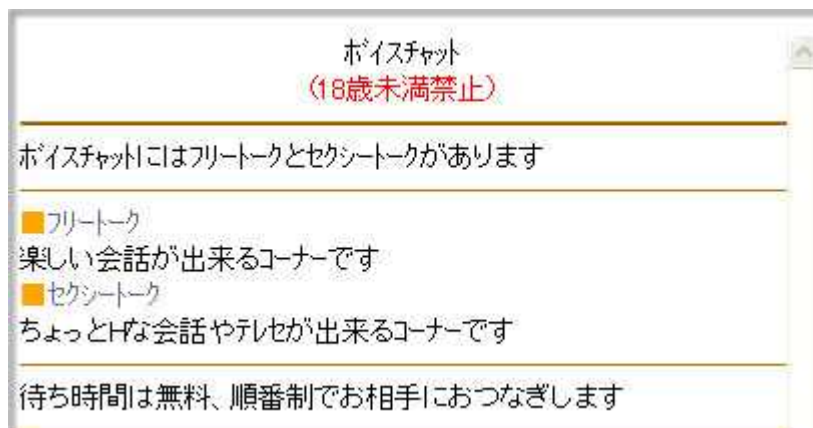 ボイスチャット
(18歳未満禁止)
ボイスチャットにはフリートークとセクシートークがあります
■フリートーク
楽しい会話が出来るコーナーです
■セクシートーク
ちょっとHな会話やテレセが出来るコーナーです
待ち時間は無料、順番制でお相手におつなぎします